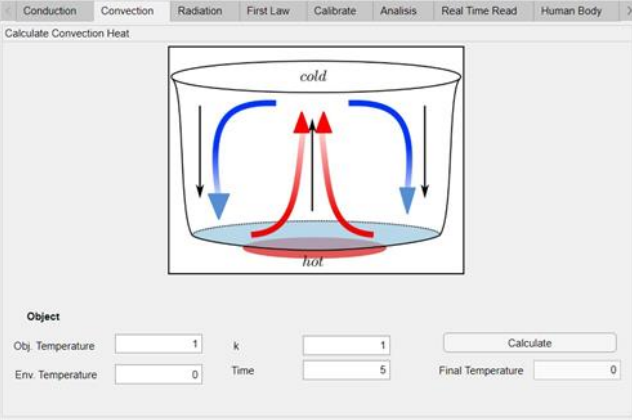 Conduction Convection Radiation First Law Calibrate Analisis Real Time Read Human Body
Calculate Convection Heat
cold
hot
Object
Obj. Temperature 1 k 1 Calculate
Env. Temperature 0 Time 5 Final Temperature 0